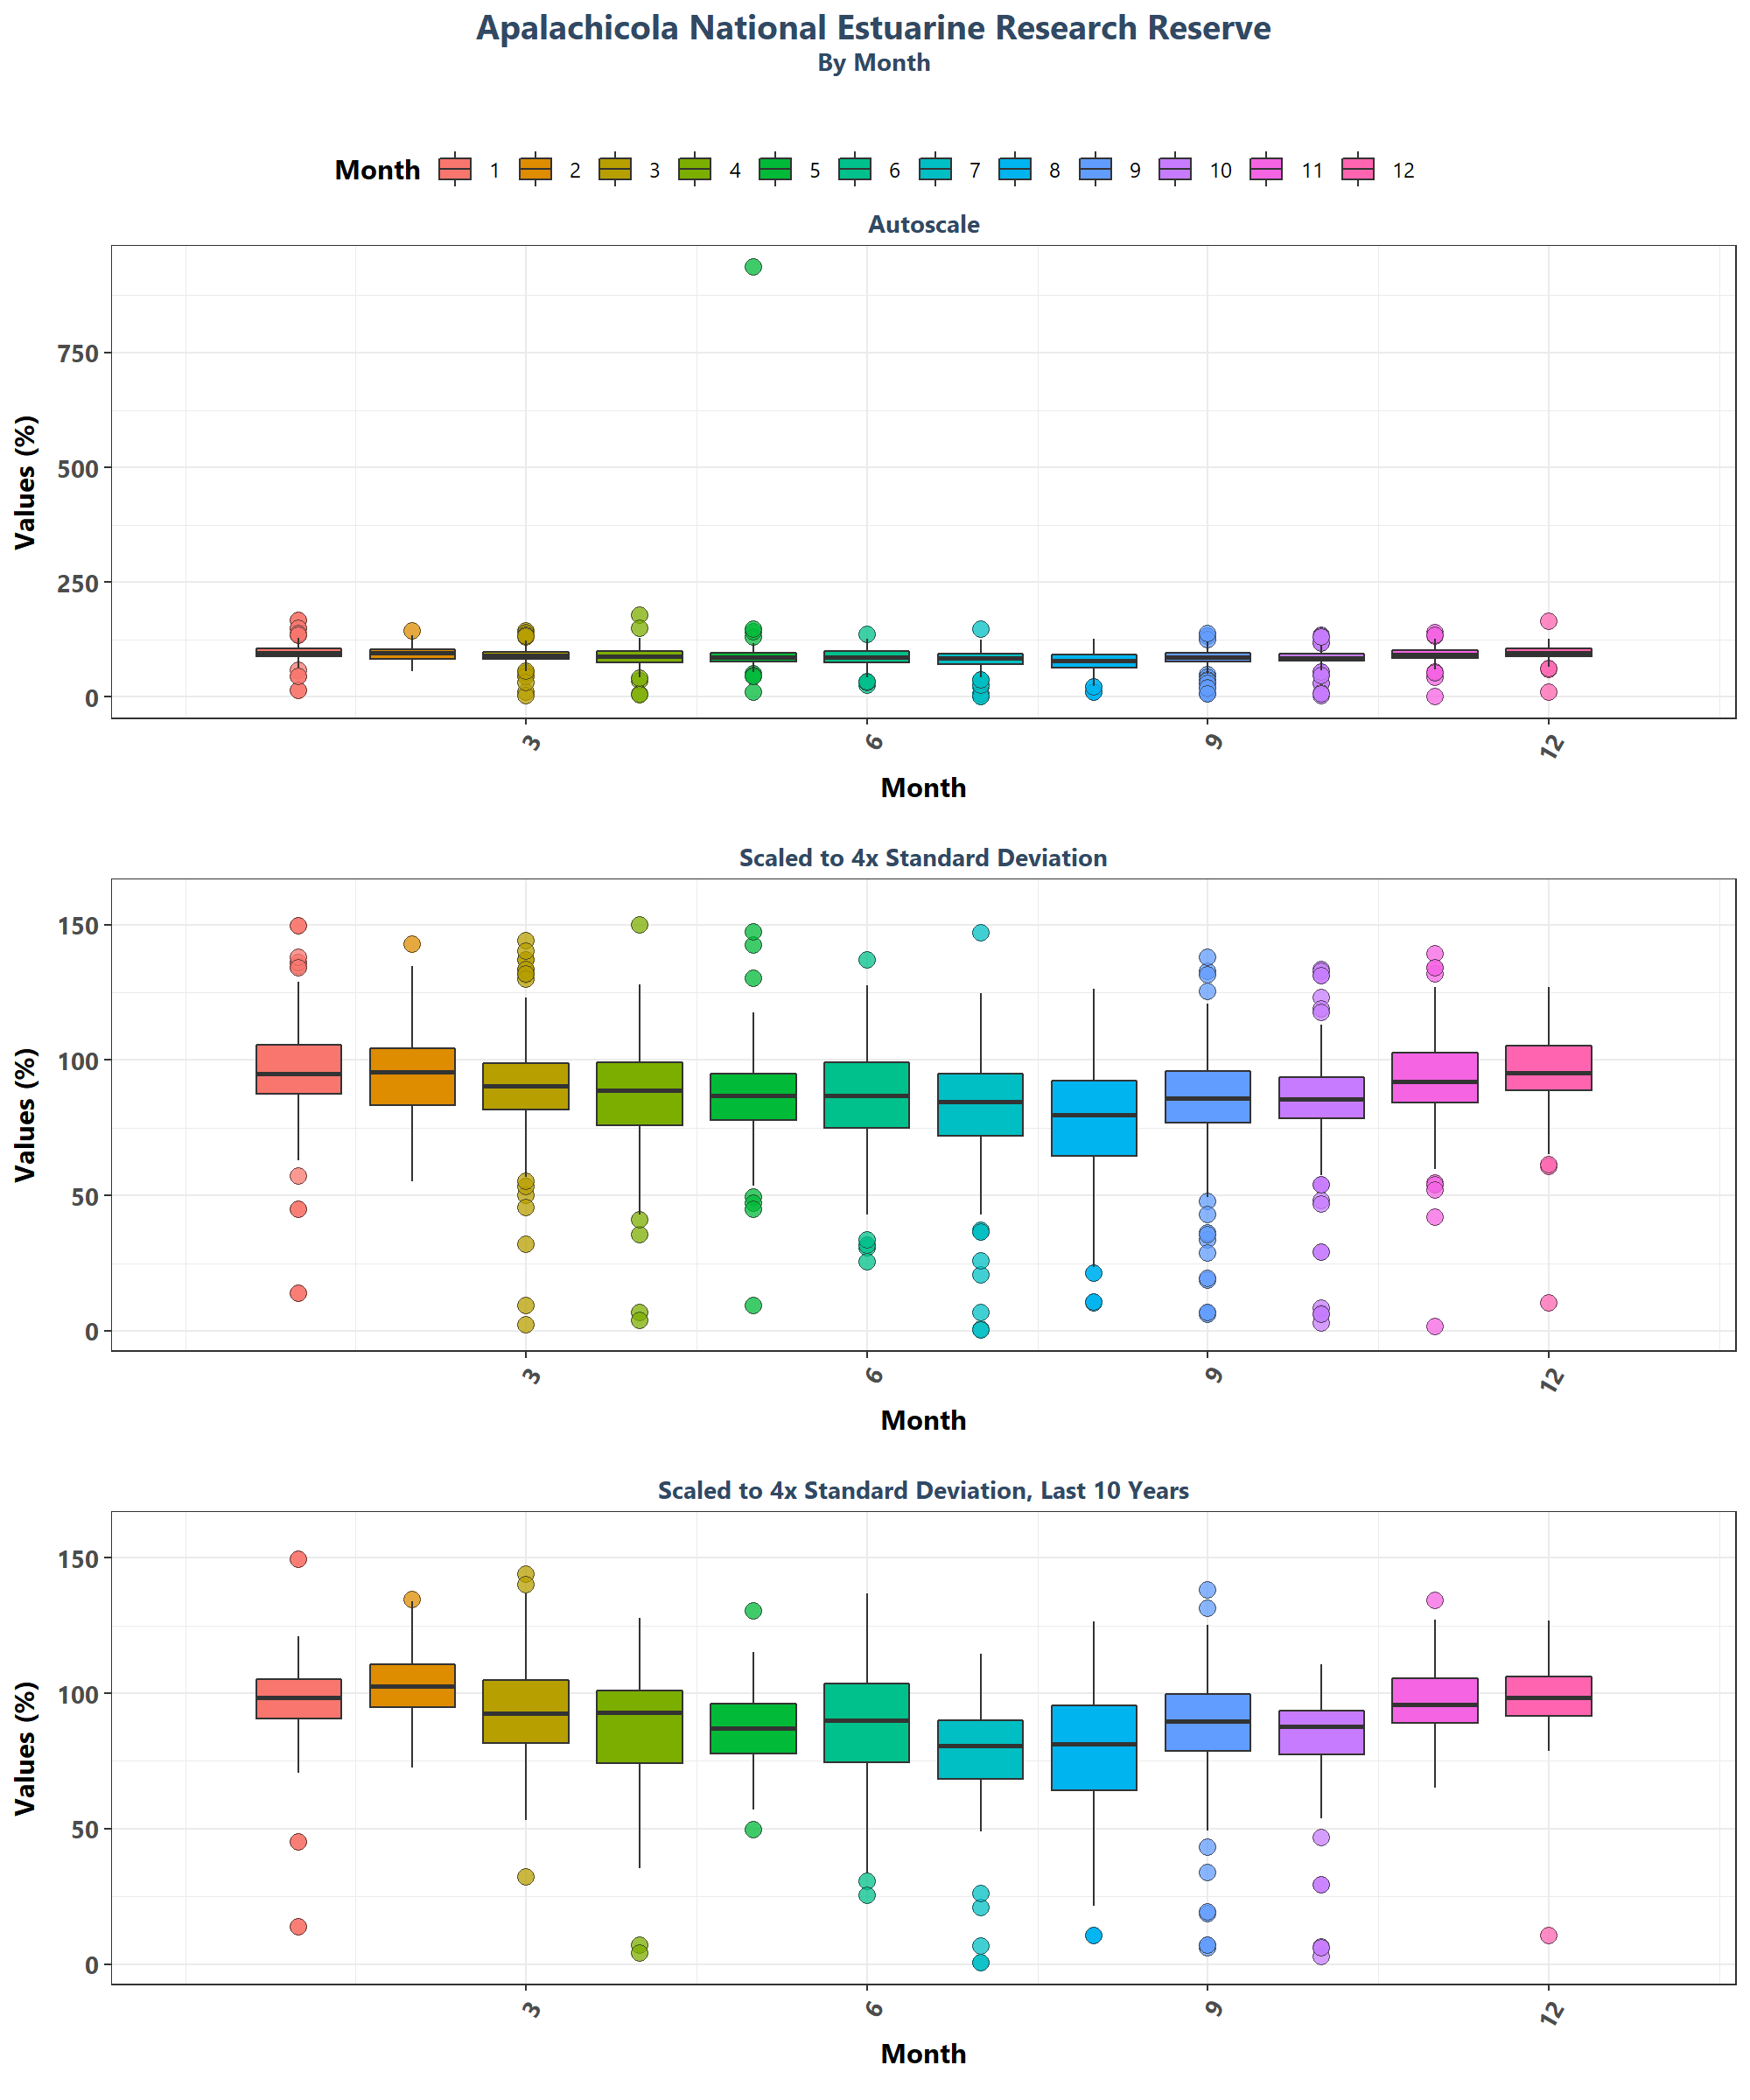 Apalachicola National Estuarine Research Reserve
By Month
Month 1 2 3 4 5 6 7 8 9 10 11 12
Autoscale
Values (%)
750
500
250
0
3 6 9 12
Month
Scaled to 4x Standard Deviation
Values (%)
150
100
50
0
3 6 9 12
Month
Scaled to 4x Standard Deviation, Last 10 Years
Values (%)
150
100
50
0
3 6 9 12
Month